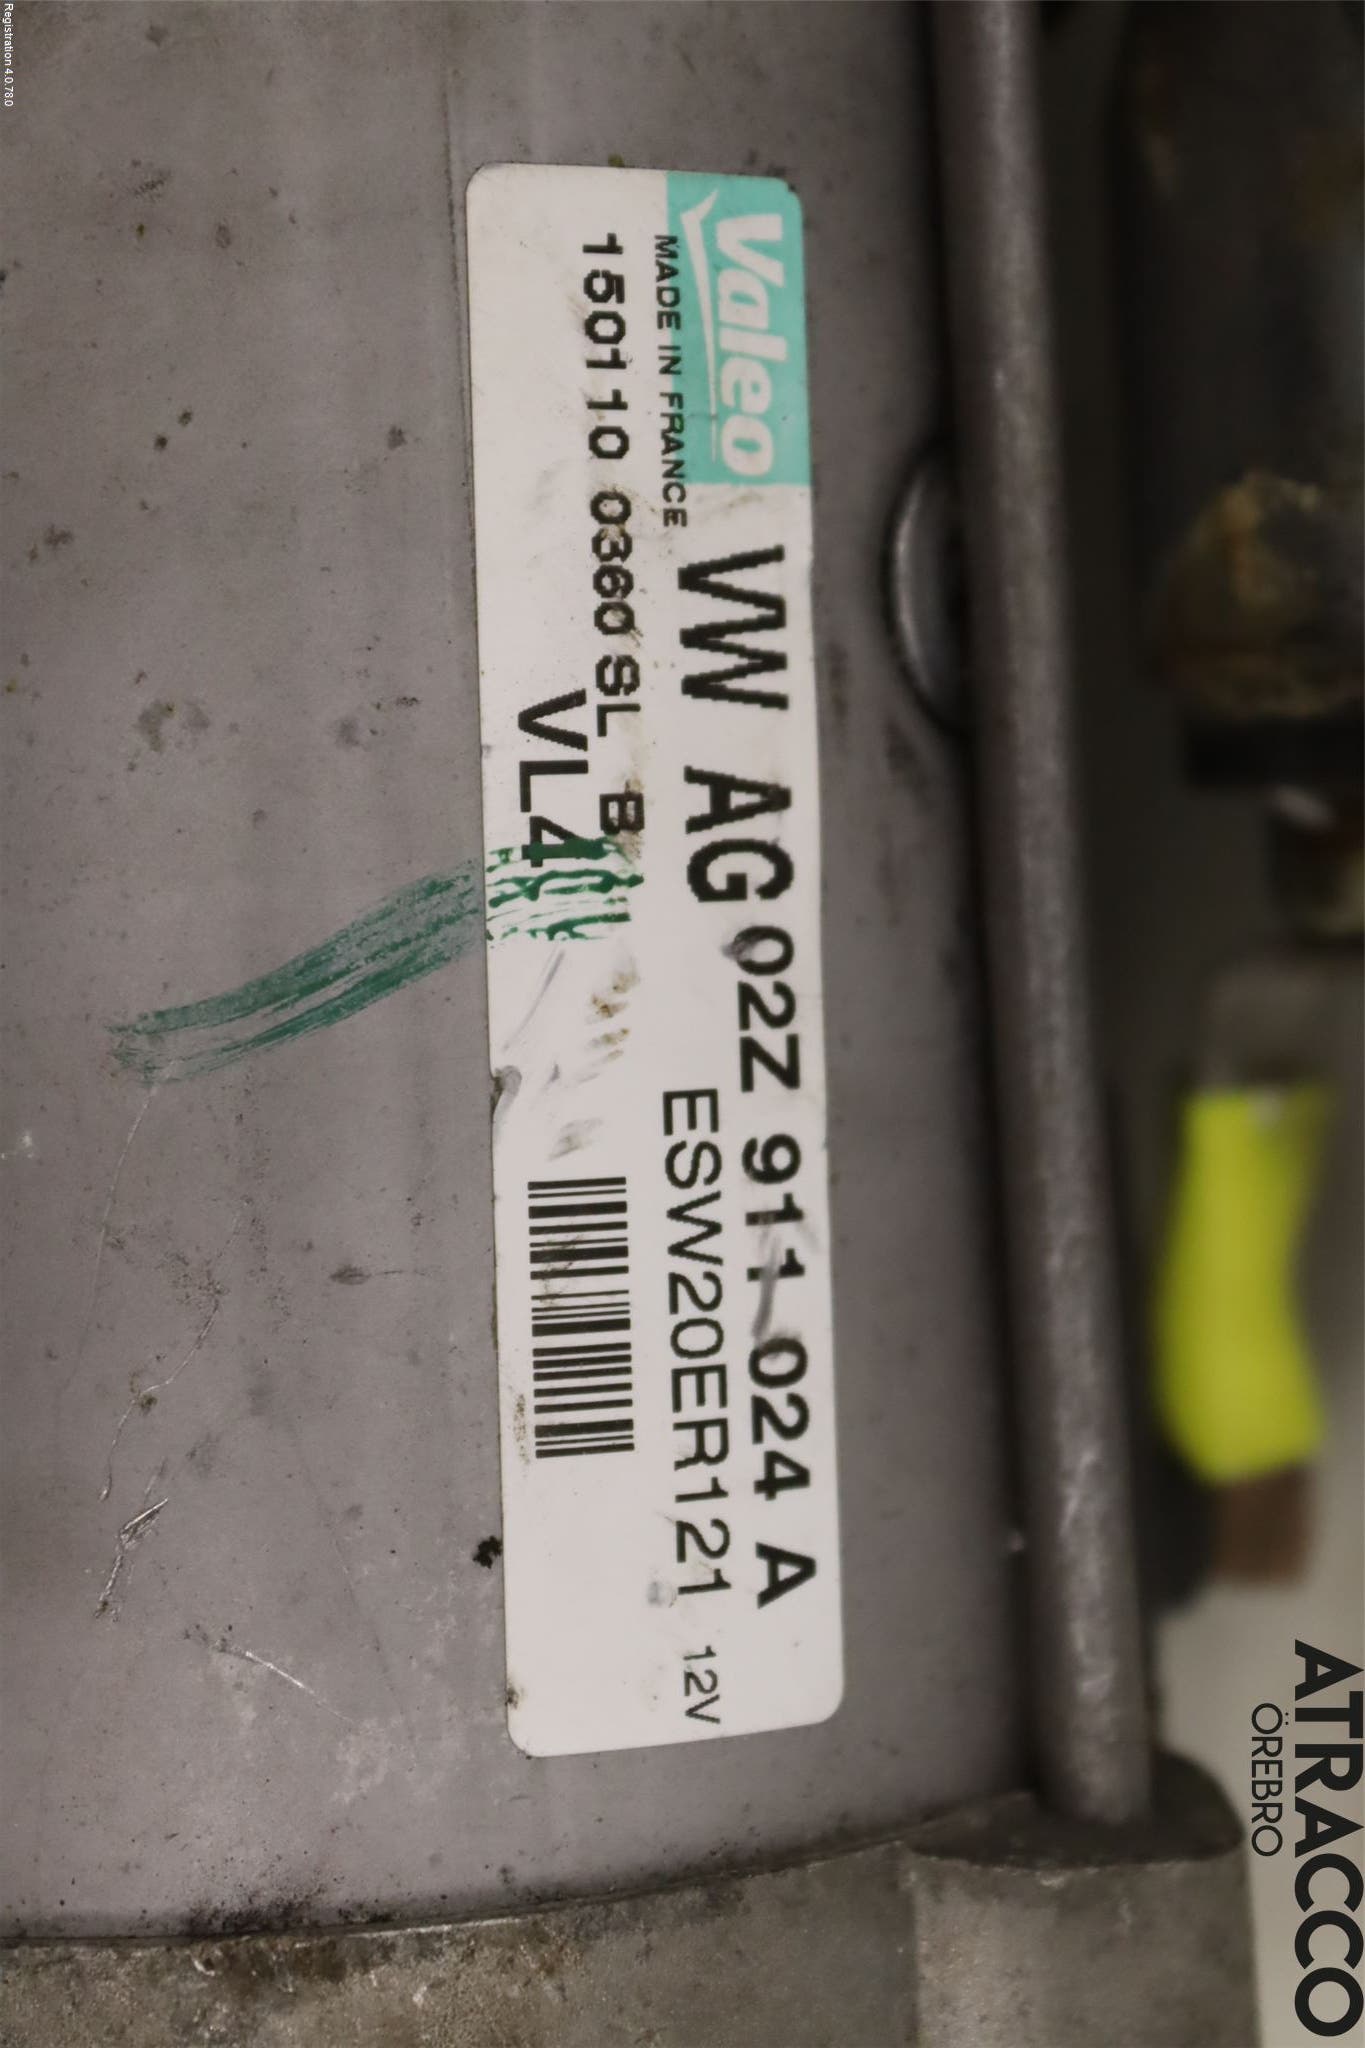 Registration 4.0.78.0
Valeo
MADE IN FRANCE
VW AG 02Z 911 024 A
ESW20ER121 12V
150110 0360 SL B
VL4
ATRACCO
ÖREBRO